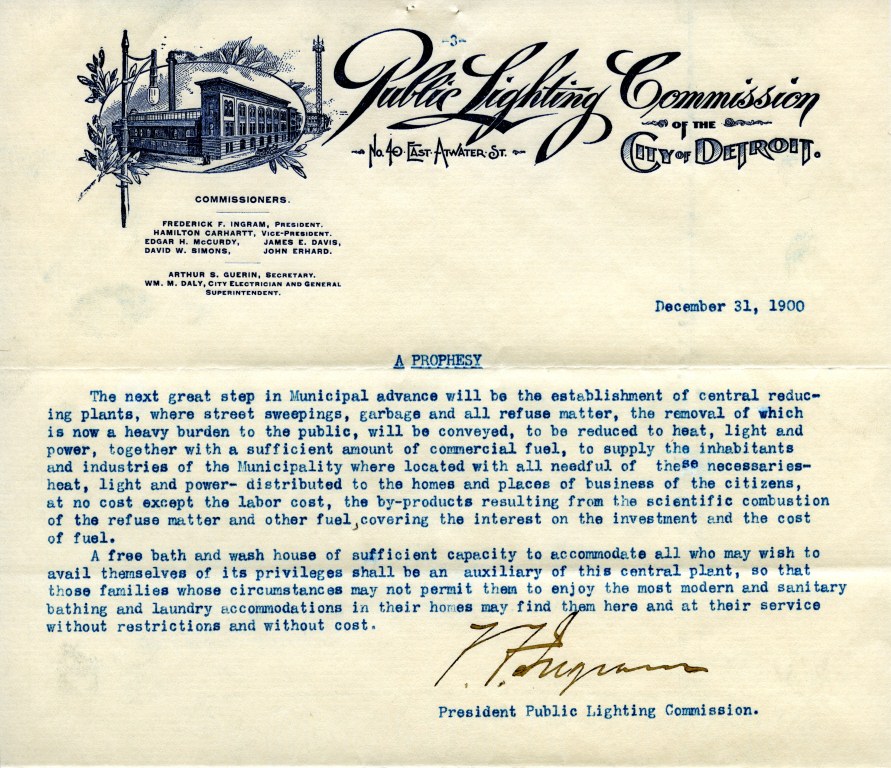 -3-
Public Lighting Commission
OF THE
No. 40 EAST ATWATER ST.
CITY OF DETROIT.
COMMISSIONERS.
FREDERICK F. INGRAM, PRESIDENT.
HAMILTON CARHARTT, VICE-PRESIDENT.
EDGAR H. McCURDY, JAMES E. DAVIS,
DAVID W. SIMONS, JOHN ERHARD.
ARTHUR S. GUERIN, SECRETARY.
WM. M. DALY, CITY ELECTRICIAN AND GENERAL
SUPERINTENDENT.
December 31, 1900
A PROPHESY
The next great step in Municipal advance will be the establishment of central reduc-
ing plants, where street sweepings, garbage and all refuse matter, the removal of which
is now a heavy burden to the public, will be conveyed, to be reduced to heat, light and
power, together with a sufficient amount of commercial fuel, to supply the inhabitants
and industries of the Municipality where located with all needful of these necessaries-
heat, light and power- distributed to the homes and places of business of the citizens,
at no cost except the labor cost, the by-products resulting from the scientific combustion
of the refuse matter and other fuel,covering the interest on the investment and the cost
of fuel.
A free bath and wash house of sufficient capacity to accommodate all who may wish to
avail themselves of its privileges shall be an auxiliary of this central plant, so that
those families whose circumstances may not permit them to enjoy the most modern and sanitary
bathing and laundry accommodations in their homes may find them here and at their service
without restrictions and without cost.
F. F. Ingram
President Public Lighting Commission.